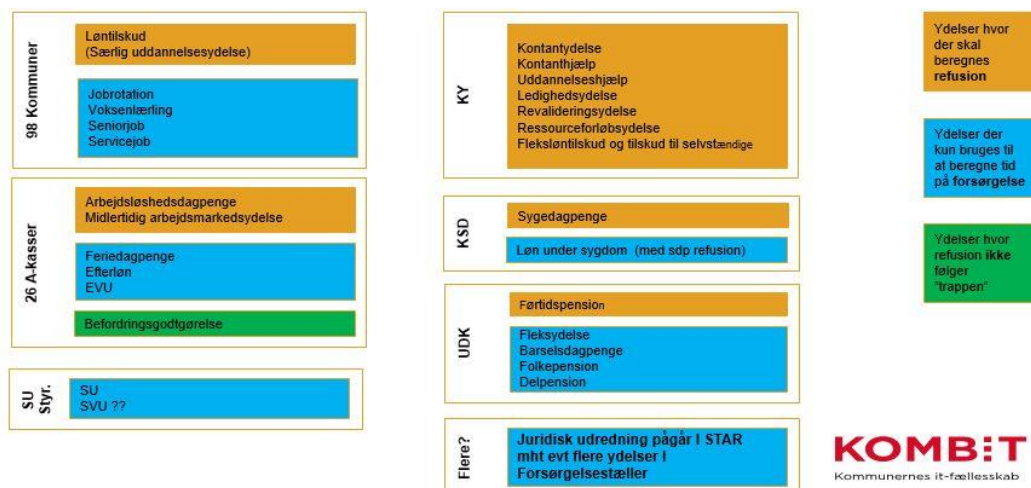 98 Kommuner
Løntilskud
(Særlig uddannelsesydelse)
Jobrotation
Voksenlærling
Seniorjob
Servicejob
26 A-kasser
Arbejdsløshedsdagpenge
Midlertidig arbejdsmarkedsydelse
Feriedagpenge
Efterløn
EVU
Befordringsgodtgørelse
SU
Styr.
SU
SVU ??
KY
Kontantydelse
Kontanthjælp
Uddannelseshjælp
Ledighedsydelse
Revalideringsydelse
Ressourceforløbsydelse
Fleksløntilskud og tilskud til selvstændige
KSD
Sygedagpenge
Løn under sygdom (med sdp refusion)
UDK
Førtidspension
Fleksydelse
Barselsdagpenge
Folkepension
Delpension
Flere?
Juridisk udredning pågår I STAR
mht evt flere ydelser I
Forsørgelsestæller
Ydelser hvor
der skal
beregnes
refusion
Ydelser der
kun bruges til
at beregne tid
på forsørgelse
Ydelser hvor
refusion ikke
følger
"trappen"
KOMBIT
Kommunernes it-fællesskab